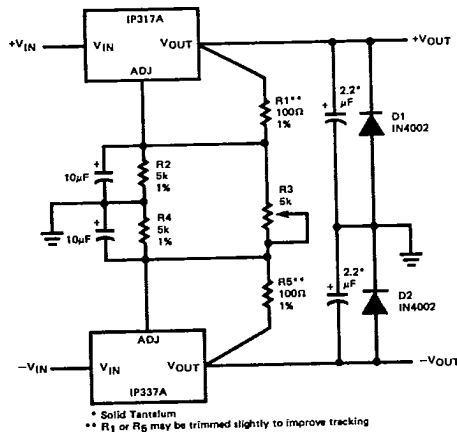 IP317A
+VIN
VIN
VOUT
+VOUT
ADJ
R1**
100Ω
1%
2.2*
µF
+
D1
IN4002
+
10µF
R2
5k
1%
R3
5k
R4
5k
1%
+
10µF
R5**
100Ω
1%
2.2*
µF
+
D2
IN4002
ADJ
−VIN
VIN
VOUT
−VOUT
IP337A
* Solid Tantalum
** R1 or R5 may be trimmed slightly to improve tracking